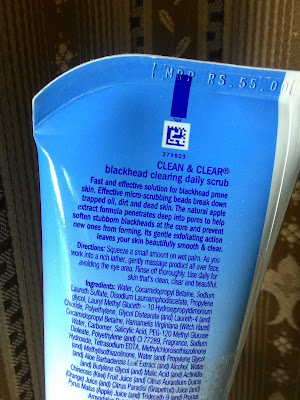 MRP RS. 55.00
279803
CLEAN & CLEAR®
blackhead clearing daily scrub
Fast and effective solution for blackhead prone
skin. Effective micro-scrubbing beads break down
trapped oil, dirt and dead skin. The natural apple
extract formula penetrates deep into pores to help
soften stubborn blackheads at the core and prevent
new ones from forming. Its gentle exfoliating action
leaves your skin beautifully smooth & clear.
Directions: Squeeze a small amount on wet palm. As you
work into a rich lather, gently massage product all over face,
avoiding the eye area. Rinse off thoroughly. Use daily for
skin that's clean, clear and beautiful.
Ingredients: Water, Cocamidopropyl Betaine, Sodium
Laureth Sulfate, Disodium Lauroamphodiacetate, Propylene
Glycol, Lauryl Methyl Gluceth - 10 Hydroxypropyldimonium
Chloride, Polyethylene, Glycol Distearate (and) Laureth-4 (and)
Cocamidopropyl Betaine, Hamamelis Virginiana (Witch Hazel)
Water, Carbomer, Salicylic Acid, PEG-120 Methyl Glucose
Dioleate, Polyethylene (and) CI 77289, Fragrance, Sodium
Hydroxide, Tetrasodium EDTA, Methylchloroisothiazolinone
(and) Methylisothiazolinone, Water (and) Propylene Glycol
(and) Aloe Barbadensis Leaf Extract (and) Alcohol, Water
(and) Butylene Glycol (and) Malic Acid (and) Actinidia
Chinensis (Kiwi) Fruit Juice (and) Citrus Aurantium Dulcis
(Orange) Juice (and) Citrus Paradisi (Grapefruit) Juice (and)
Pyrus Malus (Apple) Juice (and) Trideceth-9 (and) Prunus